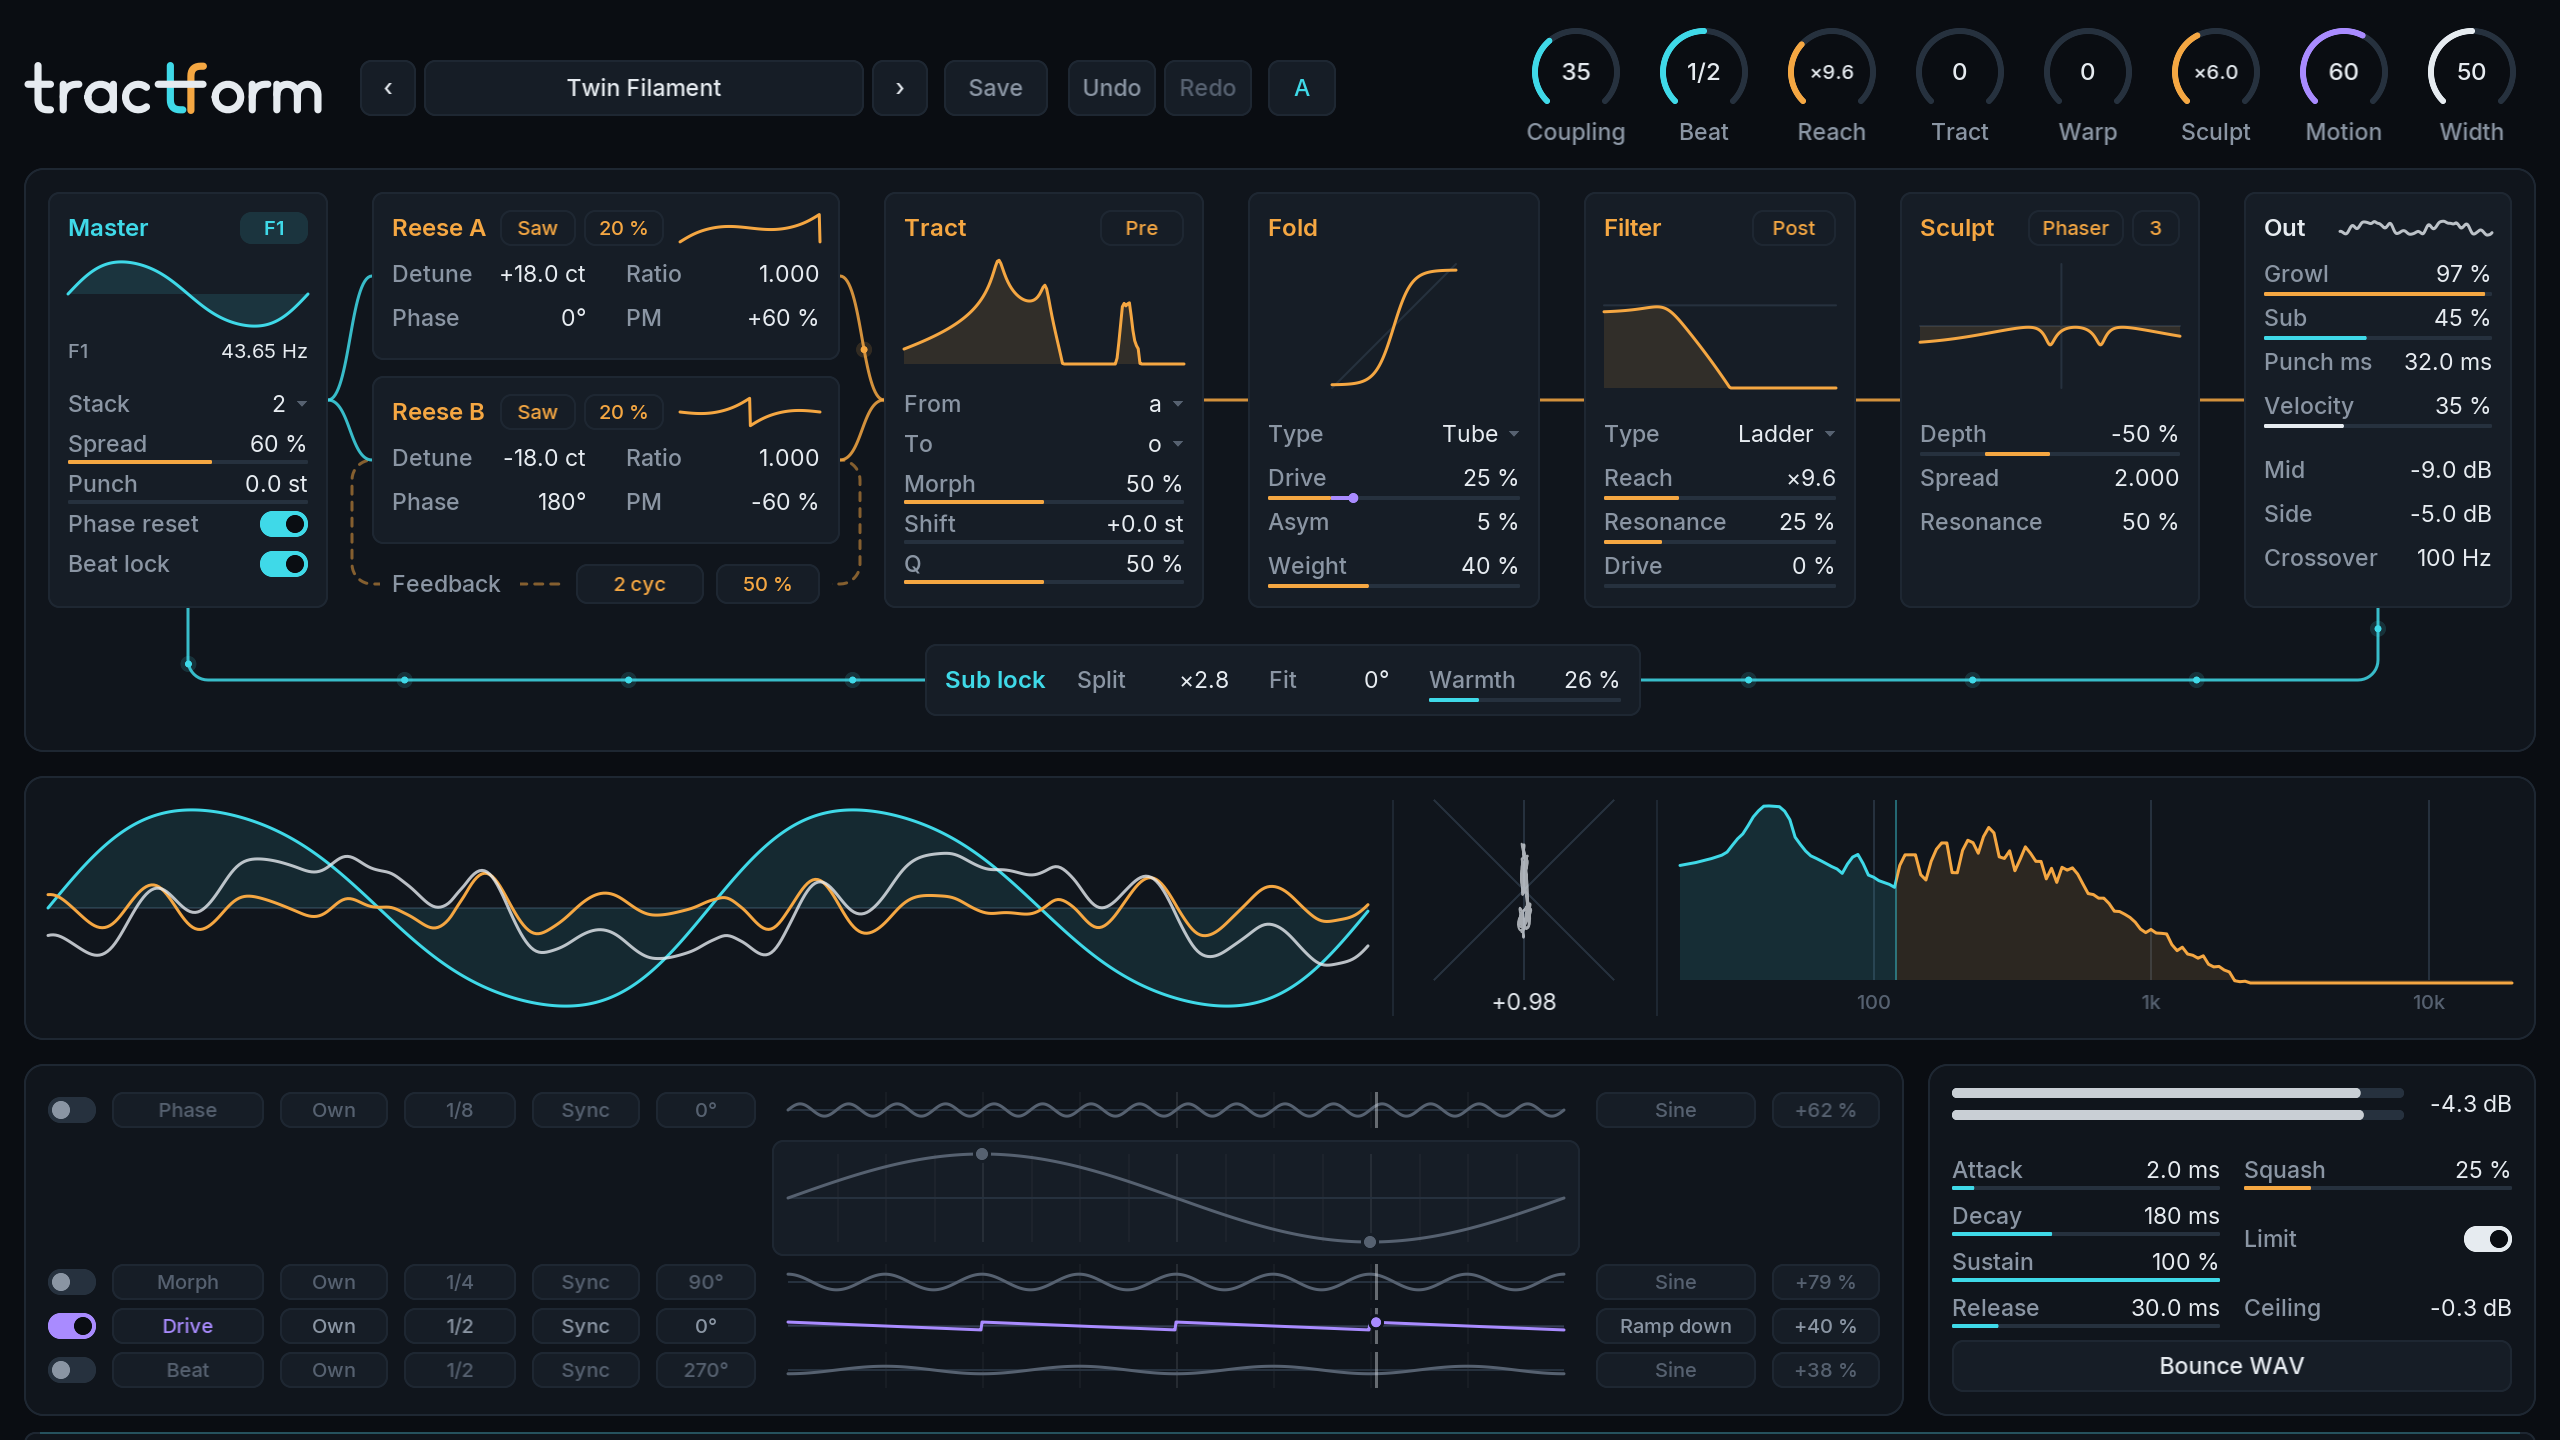 tractform
‹ Twin Filament › Save Undo Redo A
35 1/2 ×9.6 0 0 ×6.0 60 50
Coupling Beat Reach Tract Warp Sculpt Motion Width
Master F1
F1 43.65 Hz
Stack 2
Spread 60 %
Punch 0.0 st
Phase reset
Beat lock
Reese A Saw 20 %
Detune +18.0 ct Ratio 1.000
Phase 0° PM +60 %
Reese B Saw 20 %
Detune -18.0 ct Ratio 1.000
Phase 180° PM -60 %
Feedback 2 cyc 50 %
Tract Pre
From a
To o
Morph 50 %
Shift +0.0 st
Q 50 %
Fold
Type Tube
Drive 25 %
Asym 5 %
Weight 40 %
Filter Post
Type Ladder
Reach ×9.6
Resonance 25 %
Drive 0 %
Sculpt Phaser 3
Depth -50 %
Spread 2.000
Resonance 50 %
Out
Growl 97 %
Sub 45 %
Punch ms 32.0 ms
Velocity 35 %
Mid -9.0 dB
Side -5.0 dB
Crossover 100 Hz
Sub lock Split ×2.8 Fit 0° Warmth 26 %
+0.98
100 1k 10k
Phase Own 1/8 Sync 0° Sine +62 %
Morph Own 1/4 Sync 90° Sine +79 %
Drive Own 1/2 Sync 0° Ramp down +40 %
Beat Own 1/2 Sync 270° Sine +38 %
-4.3 dB
Attack 2.0 ms Squash 25 %
Decay 180 ms
Limit
Sustain 100 %
Release 30.0 ms Ceiling -0.3 dB
Bounce WAV